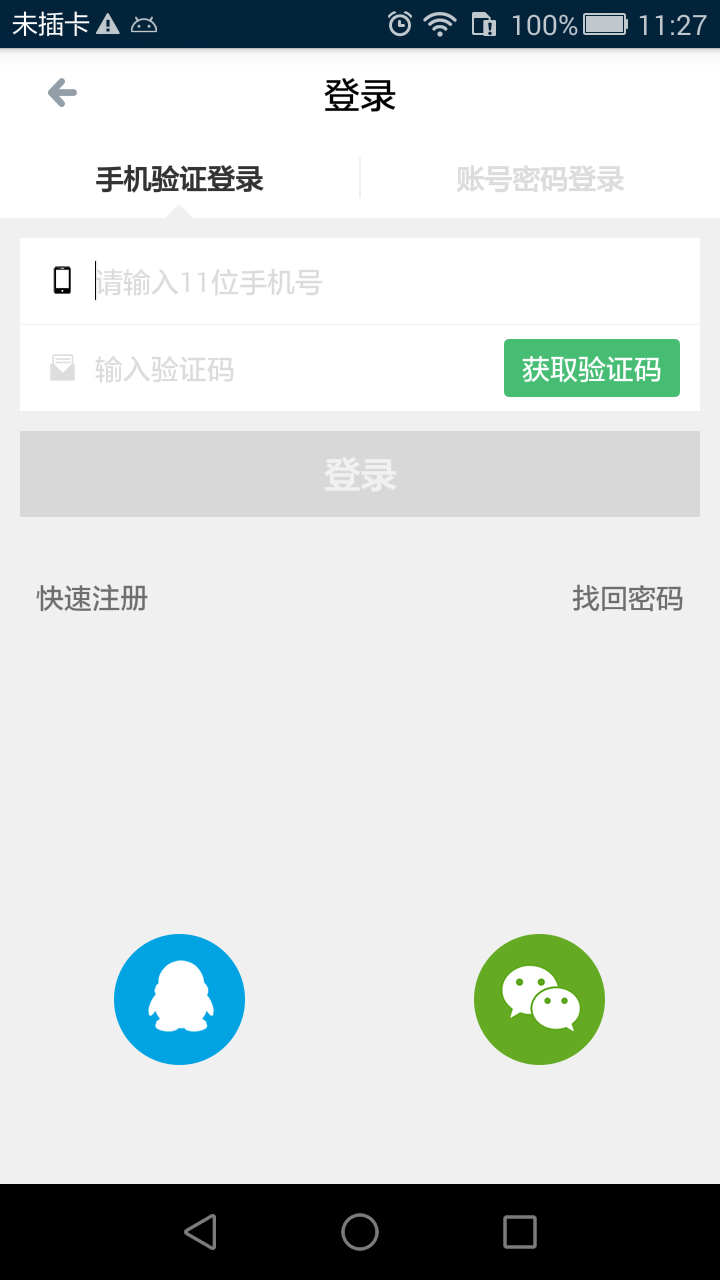 未插卡 100% 11:27
登录
手机验证登录 账号密码登录
请输入11位手机号
输入验证码 获取验证码
登录
快速注册 找回密码